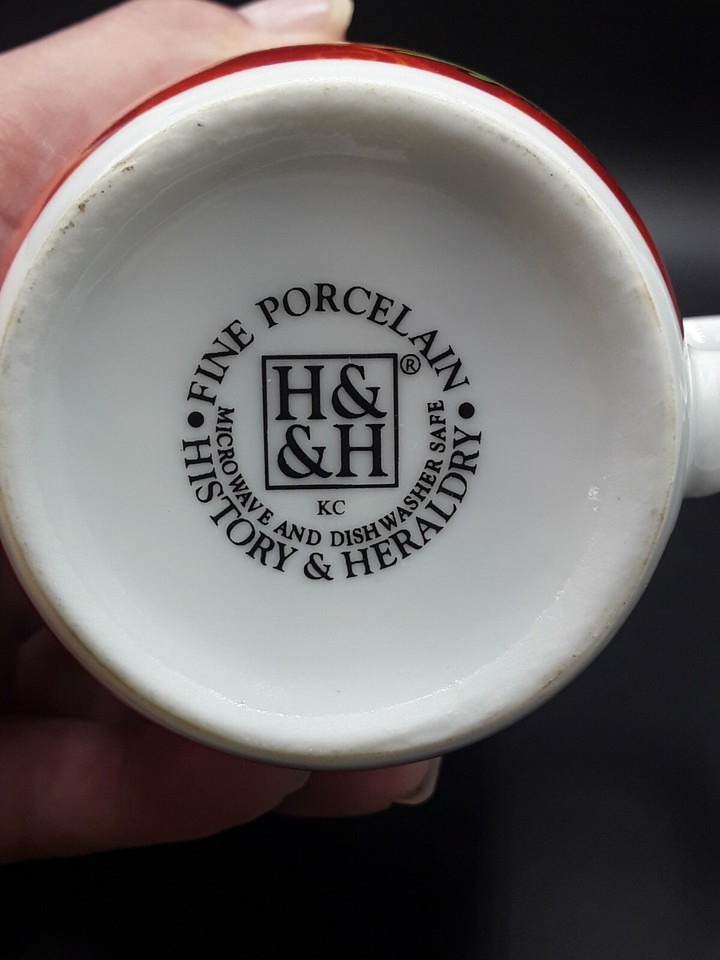 • FINE PORCELAIN •
H&
&H
®
KC
MICROWAVE AND DISHWASHER SAFE
HISTORY & HERALDRY